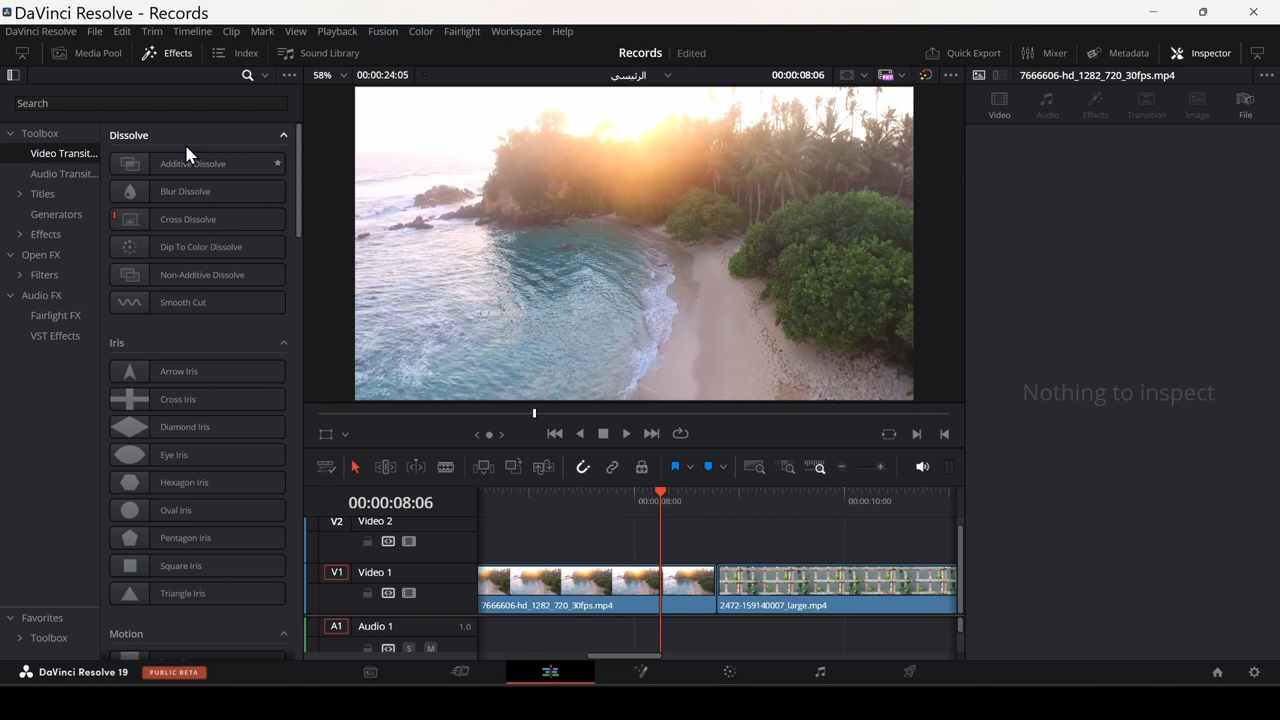 DaVinci Resolve - Records
DaVinci Resolve File Edit Trim Timeline Clip Mark View Playback Fusion Color Fairlight Workspace Help
Media Pool Effects Index Sound Library Records Edited Quick Export Mixer Metadata Inspector
58% 00:00:24:05 الرئيسي 00:00:08:06 7666606-hd_1282_720_30fps.mp4
Search
Video Audio Effects Transition Image File
Toolbox
Video Transit...
Audio Transit...
Titles
Generators
Effects
Open FX
Filters
Audio FX
Fairlight FX
VST Effects
Favorites
Toolbox
Dissolve
Additive Dissolve
Blur Dissolve
Cross Dissolve
Dip To Color Dissolve
Non-Additive Dissolve
Smooth Cut
Iris
Arrow Iris
Cross Iris
Diamond Iris
Eye Iris
Hexagon Iris
Oval Iris
Pentagon Iris
Square Iris
Triangle Iris
Motion
Nothing to inspect
00:00:08:06
00:00:08:00 00:00:10:00
V2 Video 2
V1 Video 1
7666606-hd_1282_720_30fps.mp4 2472-159140007_large.mp4
A1 Audio 1 1.0
S M
DaVinci Resolve 19 PUBLIC BETA